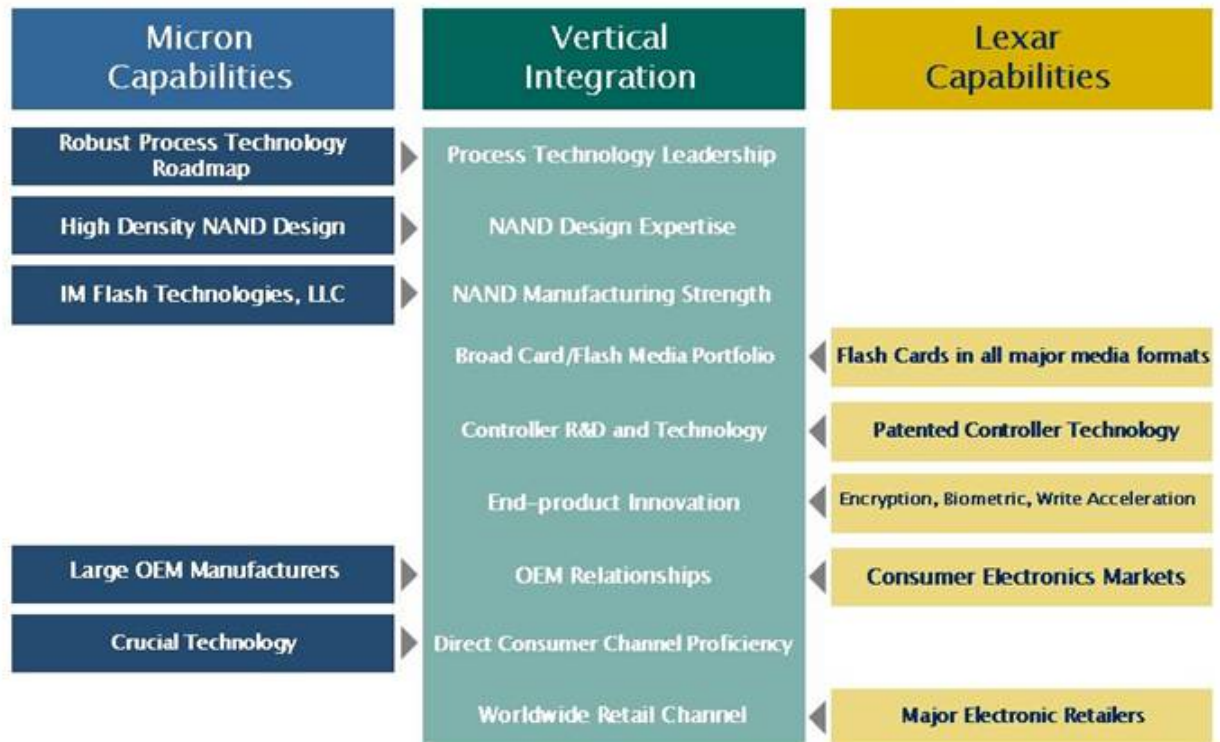 Micron
Capabilities
Vertical
Integration
Lexar
Capabilities
Robust Process Technology
Roadmap
Process Technology Leadership
High Density NAND Design
NAND Design Expertise
IM Flash Technologies, LLC
NAND Manufacturing Strength
Broad Card/Flash Media Portfolio
Flash Cards in all major media formats
Controller R&D and Technology
Patented Controller Technology
End-product Innovation
Encryption, Biometric, Write Acceleration
Large OEM Manufacturers
OEM Relationships
Consumer Electronics Markets
Crucial Technology
Direct Consumer Channel Proficiency
Worldwide Retail Channel
Major Electronic Retailers